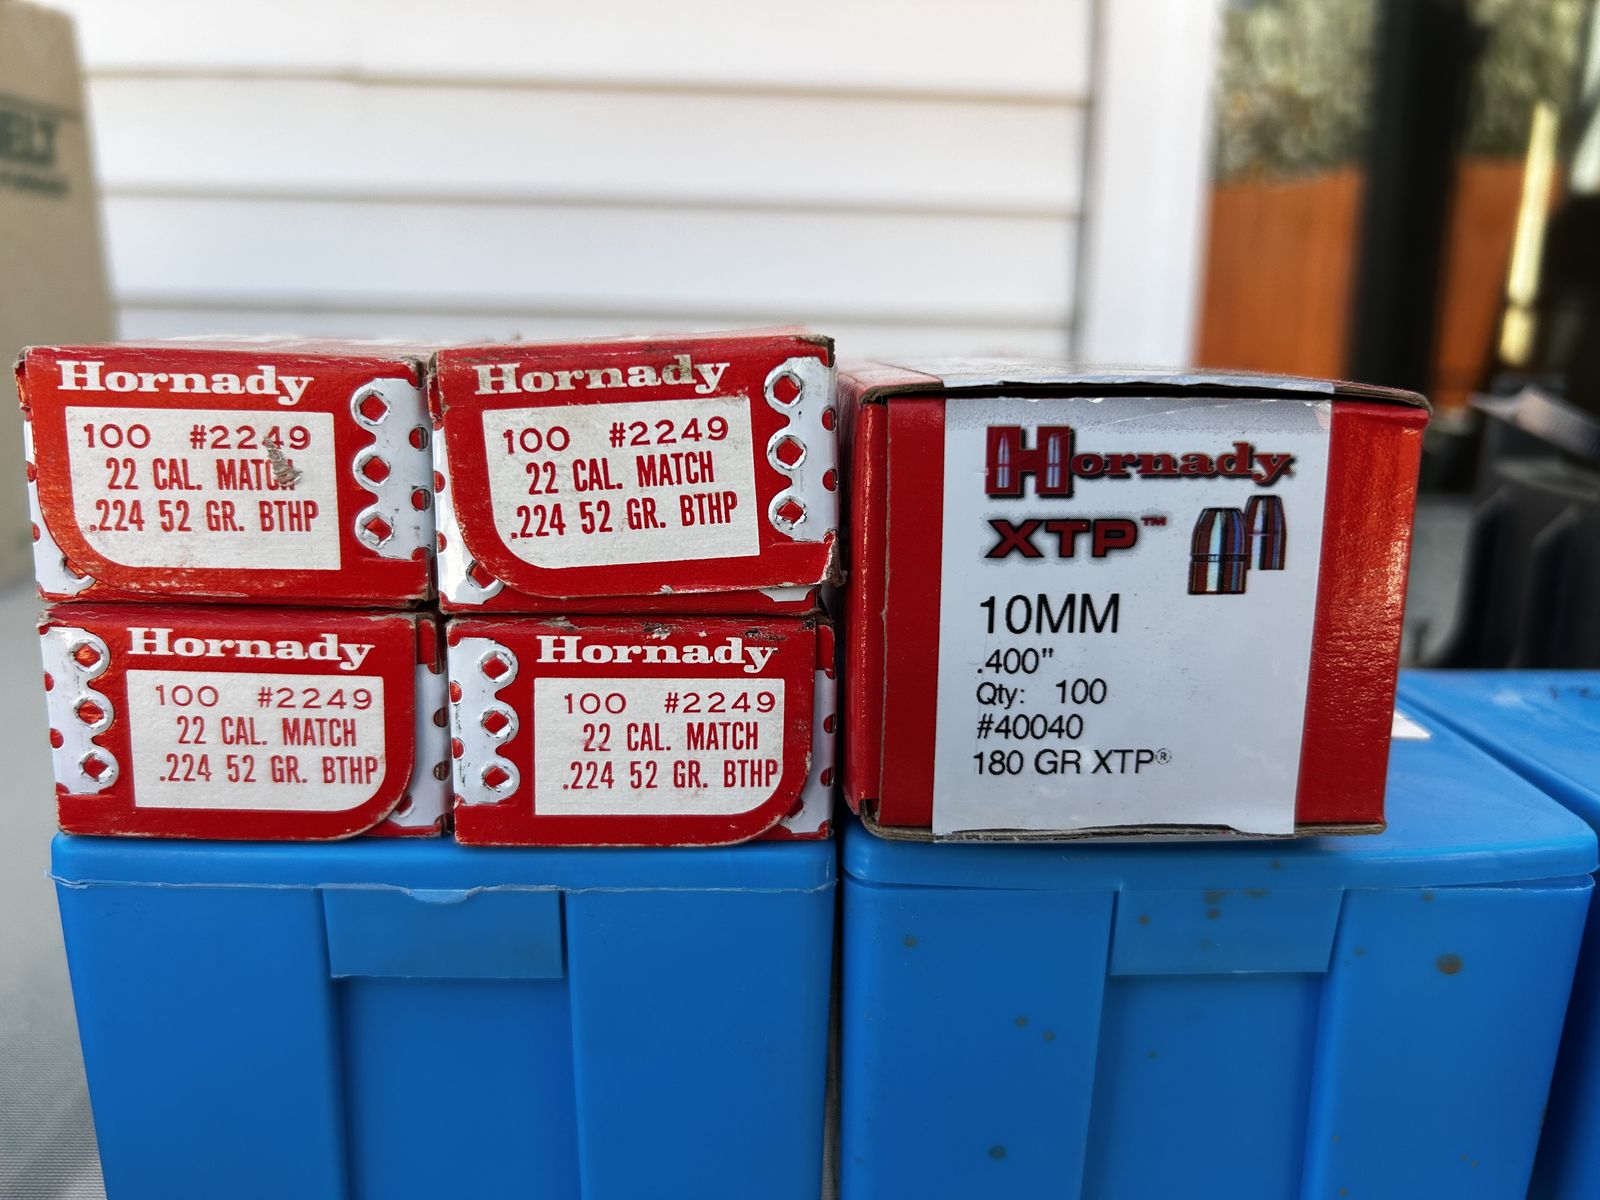 Hornady
100 #2249
22 CAL. MATCH
.224 52 GR. BTHP
Hornady
100 #2249
22 CAL. MATCH
.224 52 GR. BTHP
Hornady
100 #2249
22 CAL. MATCH
.224 52 GR. BTHP
Hornady
100 #2249
22 CAL. MATCH
.224 52 GR. BTHP
Hornady
XTP™
10MM
.400"
Qty: 100
#40040
180 GR XTP®